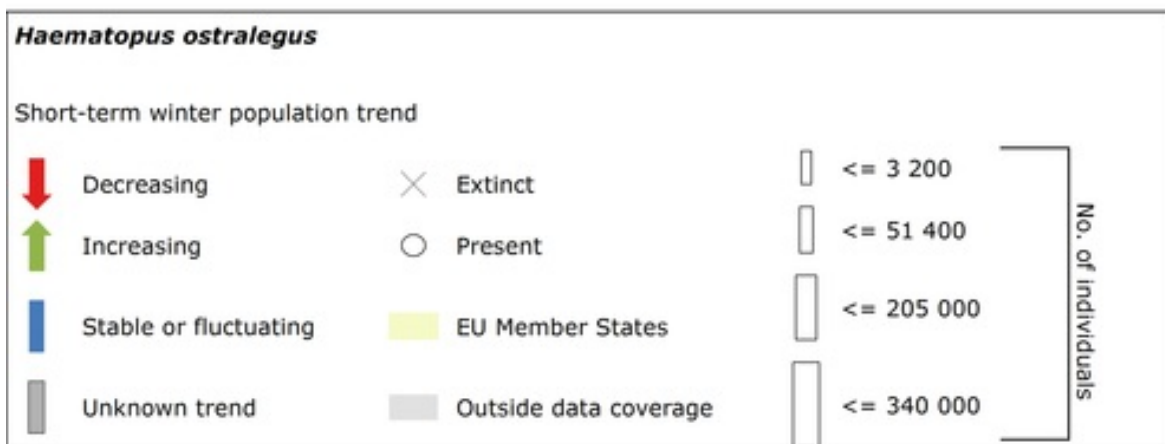 Haematopus ostralegus
Short-term winter population trend
Decreasing
Extinct
<= 3 200
Increasing
Present
<= 51 400
Stable or fluctuating
EU Member States
<= 205 000
Unknown trend
Outside data coverage
<= 340 000
No. of individuals